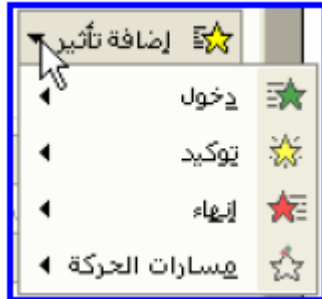 إضافة تأثير
دخول
توكيد
إنهاء
مسارات الحركة